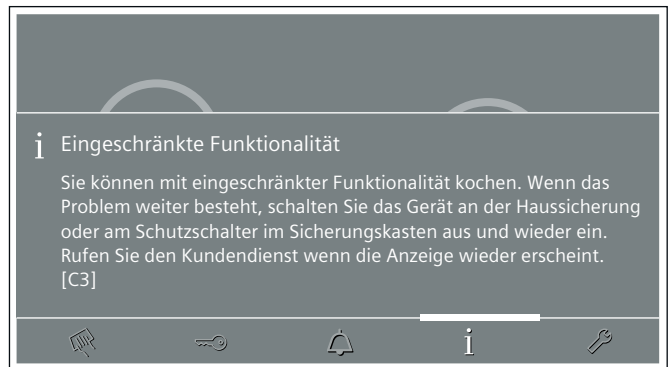 i Eingeschränkte Funktionalität
Sie können mit eingeschränkter Funktionalität kochen. Wenn das
Problem weiter besteht, schalten Sie das Gerät an der Haussicherung
oder am Schutzschalter im Sicherungskasten aus und wieder ein.
Rufen Sie den Kundendienst wenn die Anzeige wieder erscheint.
[C3]
i